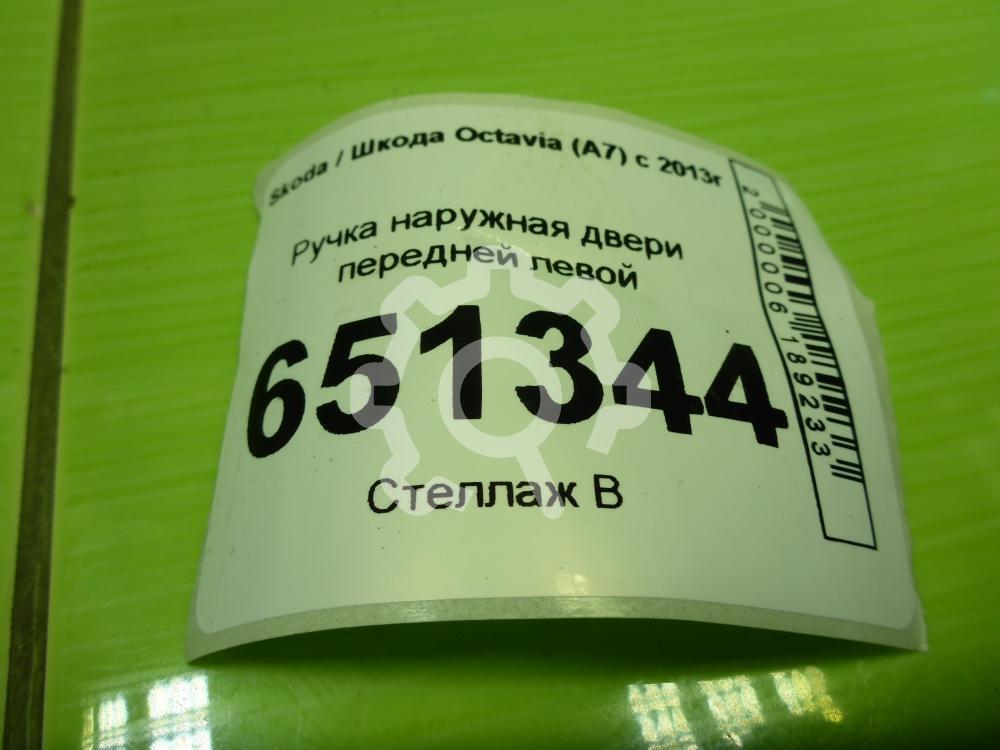 Skoda / Шкода Octavia (A7) с 2013г
Ручка наружная двери
передней левой
651344
Стеллаж В
2000006189233